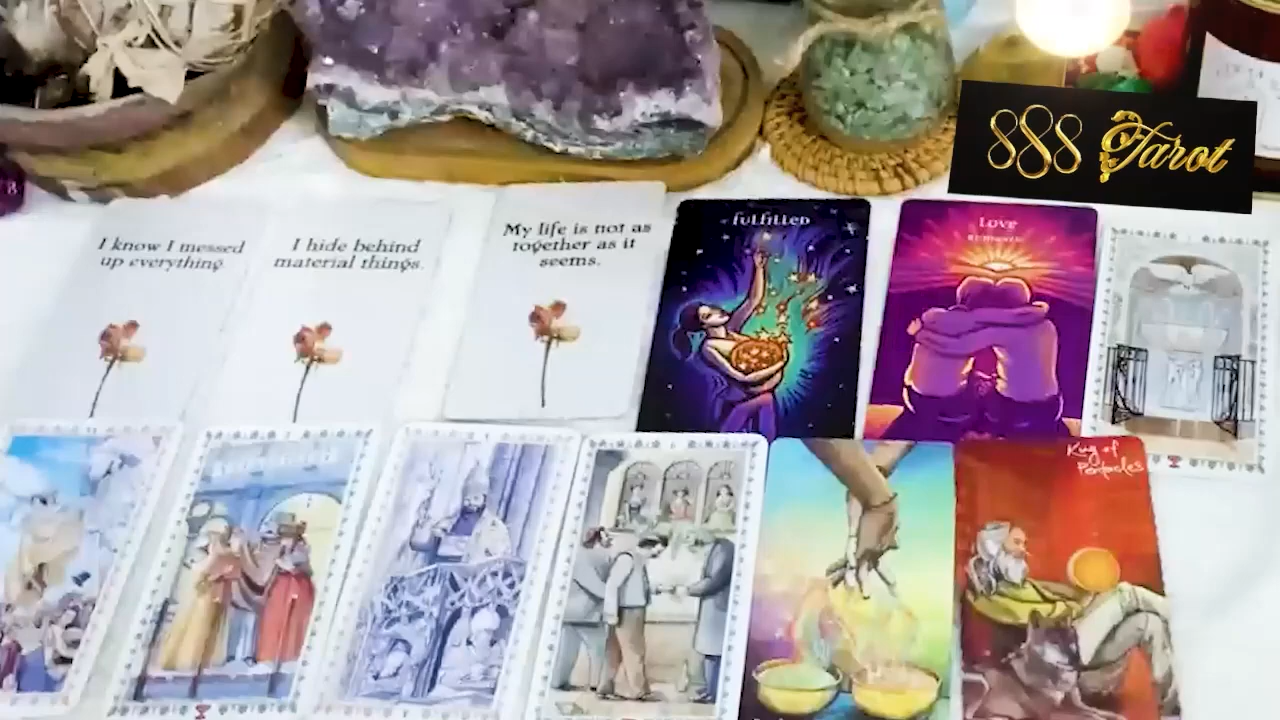 888 Tarot
I know I messed
up everything.
I hide behind
material things.
My life is not as
together as it
seems.
fulfilled
Love
Romantic
King of
Pentacles